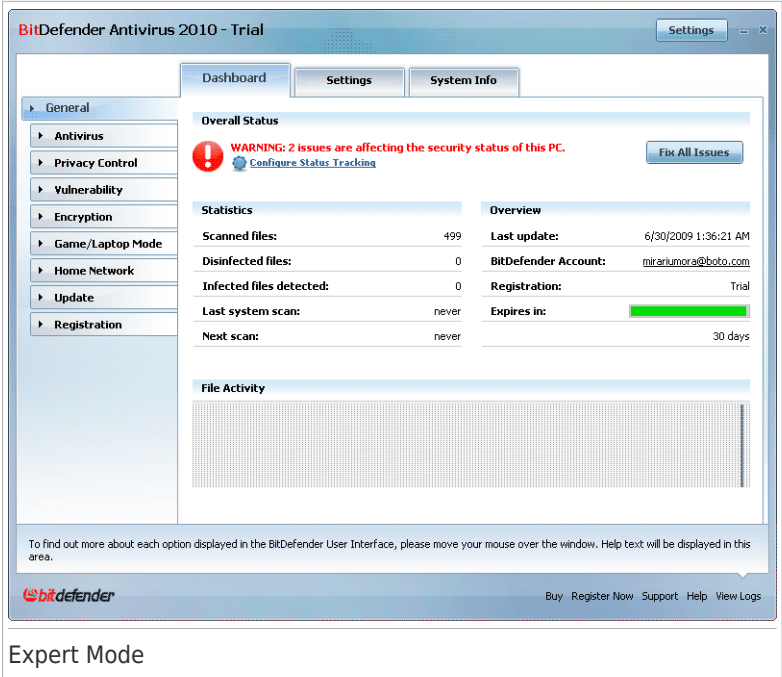 BitDefender Antivirus 2010 - Trial
Settings
Dashboard
Settings
System Info
General
Antivirus
Privacy Control
Vulnerability
Encryption
Game/Laptop Mode
Home Network
Update
Registration
Overall Status
WARNING: 2 issues are affecting the security status of this PC.
Configure Status Tracking
Fix All Issues
Statistics
Scanned files: 499
Disinfected files: 0
Infected files detected: 0
Last system scan: never
Next scan: never
Overview
Last update: 6/30/2009 1:36:21 AM
BitDefender Account: mirariumora@boto.com
Registration: Trial
Expires in:
30 days
File Activity
To find out more about each option displayed in the BitDefender User Interface, please move your mouse over the window. Help text will be displayed in this
area.
bitdefender
Buy Register Now Support Help View Logs
Expert Mode